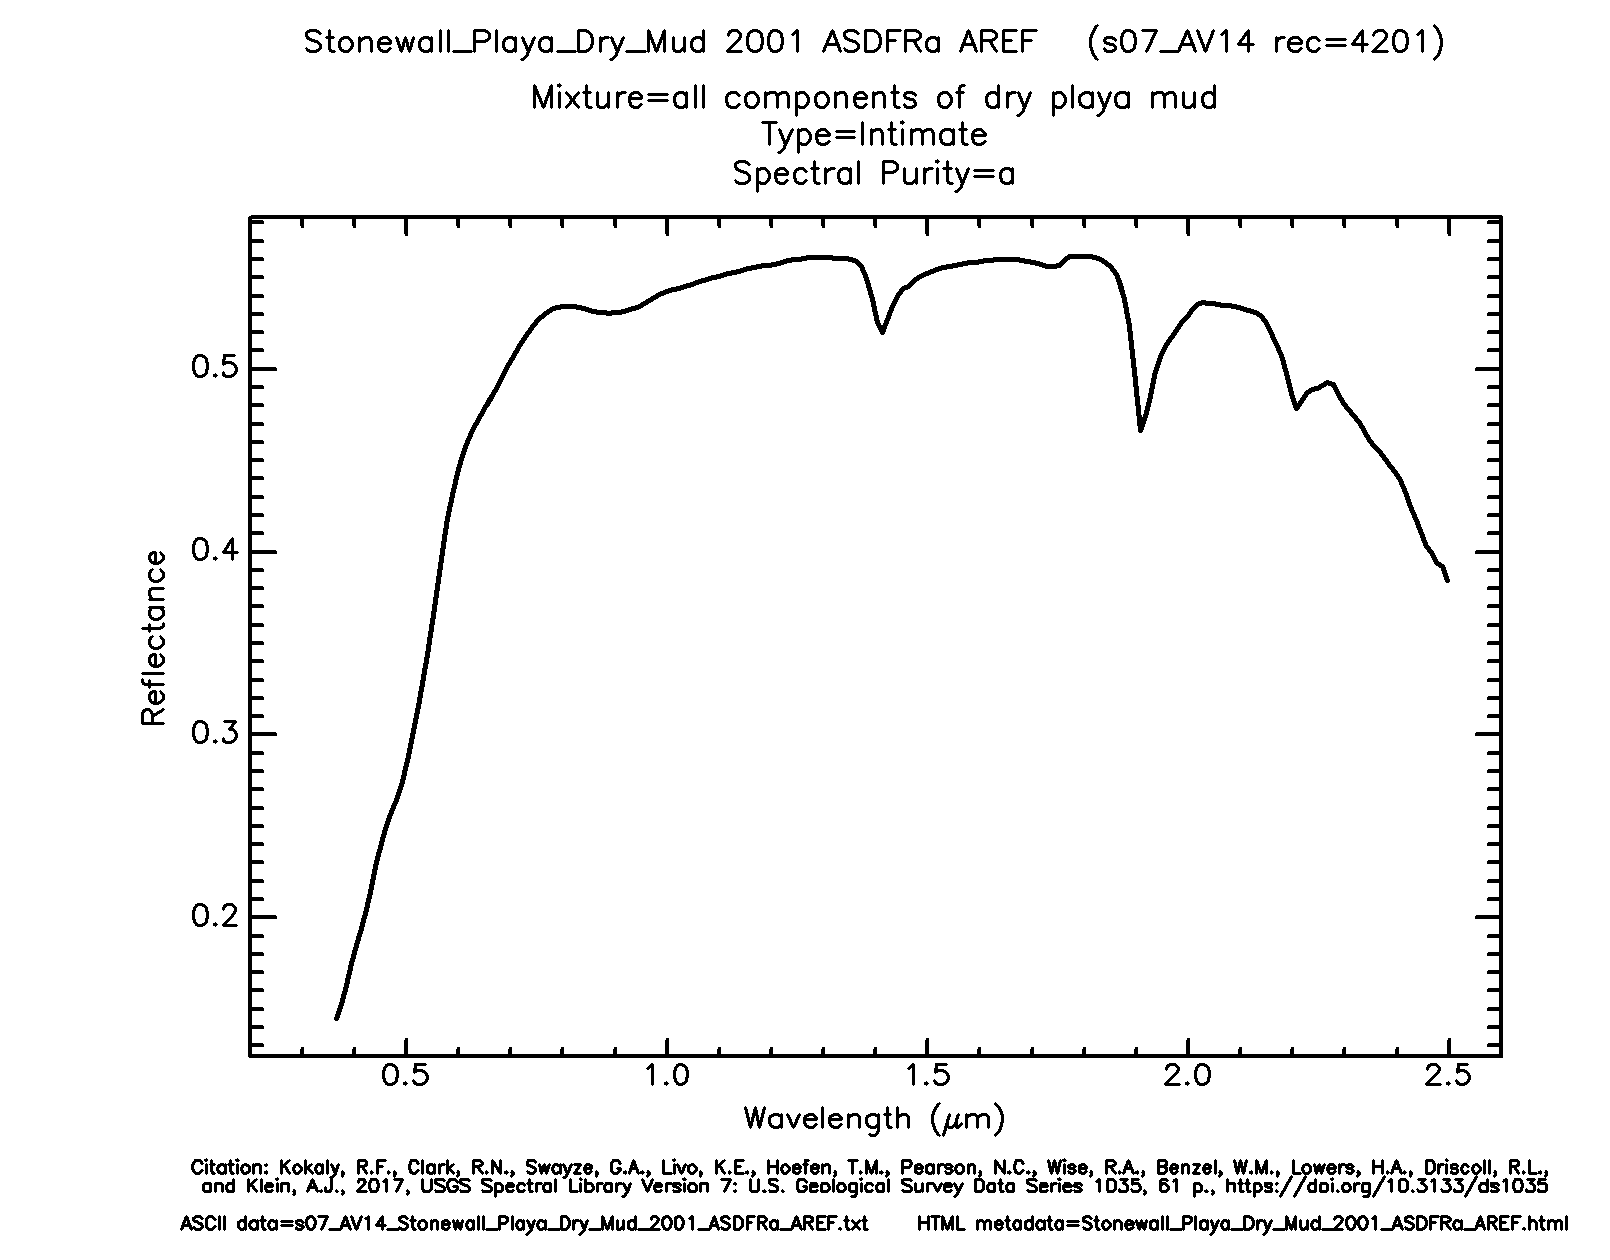 Stonewall_Playa_Dry_Mud 2001 ASDFRa AREF (s07_AV14 rec=4201)
Mixture=all components of dry playa mud
Type=Intimate
Spectral Purity=a
0.5
0.4
0.3
0.2
Reflectance
0.5 1.0 1.5 2.0 2.5
Wavelength (μm)
Citation: Kokaly, R.F., Clark, R.N., Swayze, G.A., Livo, K.E., Hoefen, T.M., Pearson, N.C., Wise, R.A., Benzel, W.M., Lowers, H.A., Driscoll, R.L.,
and Klein, A.J., 2017, USGS Spectral Library Version 7: U.S. Geological Survey Data Series 1035, 61 p., https://doi.org/10.3133/ds1035
ASCII data=s07_AV14_Stonewall_Playa_Dry_Mud_2001_ASDFRa_AREF.txt HTML metadata=Stonewall_Playa_Dry_Mud_2001_ASDFRa_AREF.html